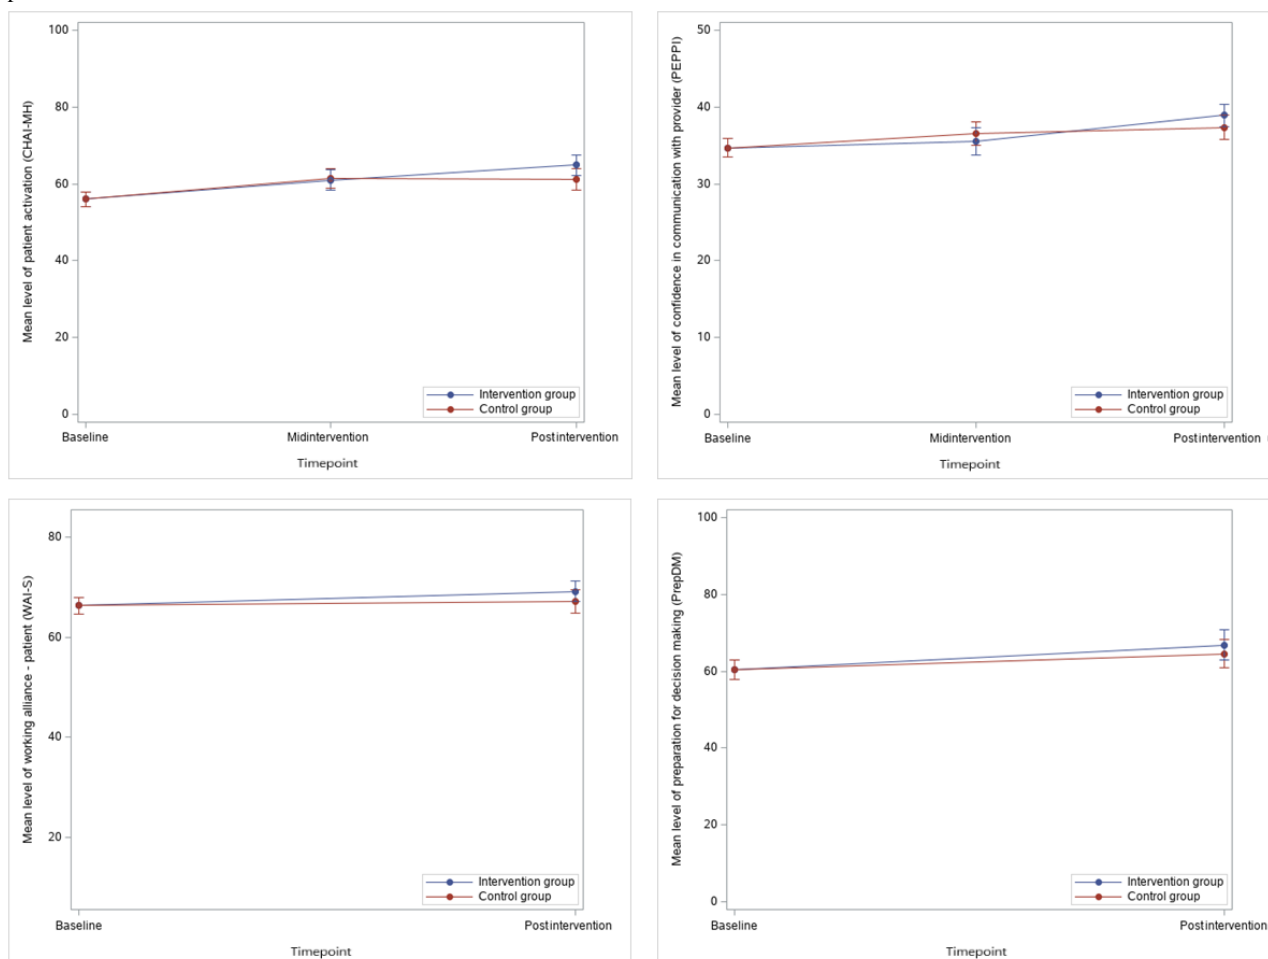 Mean level of patient activation (CHAI-MH)
100
80
60
40
20
0
Intervention group
Control group
Baseline
Midintervention
Postintervention
Timepoint
Mean level of confidence in communication with provider (PEPPI)
50
40
30
20
10
0
Intervention group
Control group
Baseline
Midintervention
Postintervention
Timepoint
Mean level of working alliance - patient (WAI-S)
80
60
40
20
Intervention group
Control group
Baseline
Postintervention
Timepoint
Mean level of preparation for decision making (PrepDM)
100
80
60
40
20
0
Intervention group
Control group
Baseline
Postintervention
Timepoint